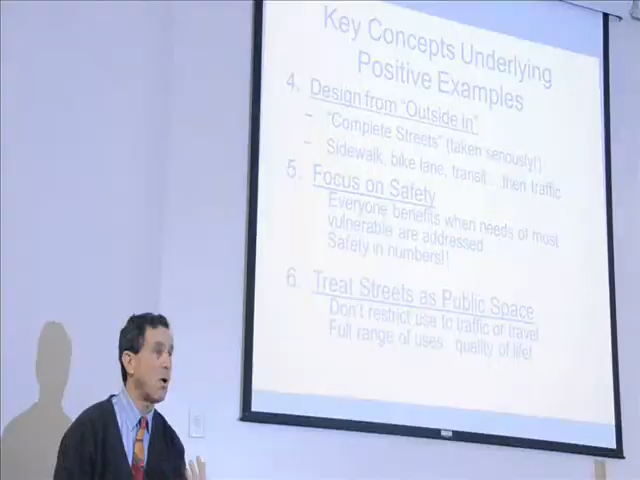 Key Concepts Underlying
Positive Examples
4. Design from "Outside In"
– "Complete Streets" (taken seriously!)
– Sidewalk, bike lane, transit... then traffic
5. Focus on Safety
Everyone benefits when needs of most
vulnerable are addressed
Safety in numbers!!
6. Treat Streets as Public Space
Don't restrict use to traffic or travel
Full range of uses quality of life!